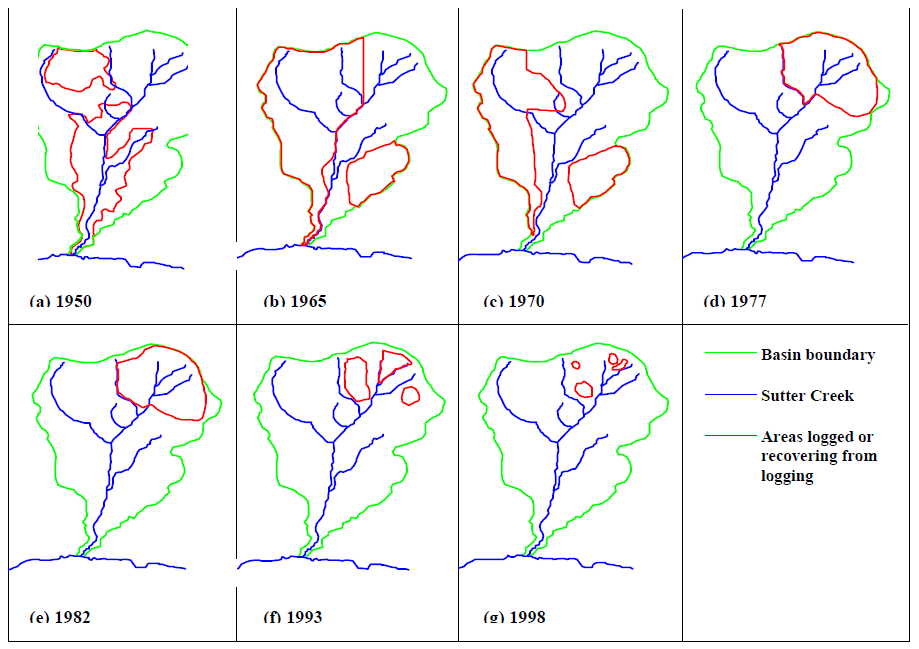 (a) 1950
(b) 1965
(c) 1970
(d) 1977
(e) 1982
(f) 1993
(g) 1998
Basin boundary
Sutter Creek
Areas logged or
recovering from
logging